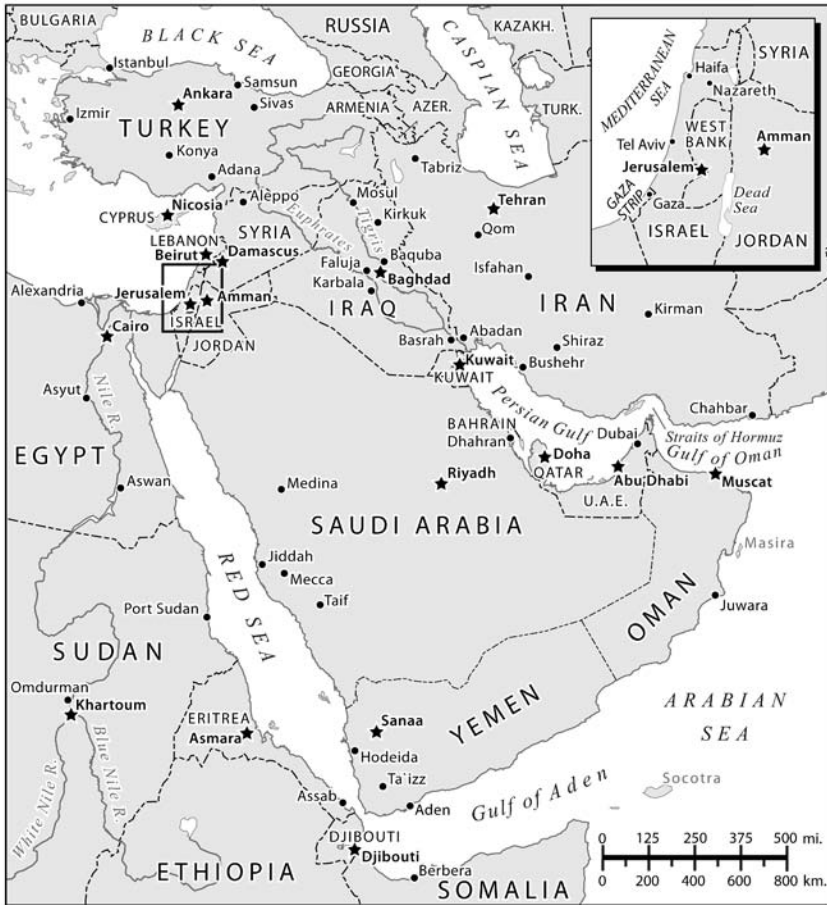 BULGARIA
BLACK SEA
RUSSIA
KAZAKH.
CASPIAN SEA
Istanbul
GEORGIA
Samsun
Ankara
Sivas
ARMENIA
AZER.
TURK.
Izmir
TURKEY
Konya
Adana
Tabriz
Mosul
Tehran
Aleppo
Nicosia
CYPRUS
Euphrates
Tigris
Kirkuk
Qom
SYRIA
LEBANON
Beirut
Damascus
Baquba
Faluja
Baghdad
Isfahan
Karbala
IRAN
Alexandria
Jerusalem
Amman
IRAQ
Kirman
ISRAEL
Cairo
JORDAN
Basrah
Abadan
Shiraz
Kuwait
KUWAIT
Bushehr
Nile R.
Asyut
Persian Gulf
Chahbar
BAHRAIN
Dhahran
Dubai
Straits of Hormuz
Gulf of Oman
EGYPT
Doha
QATAR
Abu Dhabi
Muscat
Riyadh
Aswan
Medina
U.A.E.
SAUDI ARABIA
Masira
RED SEA
Jiddah
Mecca
Taif
OMAN
Juwara
Port Sudan
SUDAN
Omdurman
Khartoum
ERITREA
Asmara
Sanaa
YEMEN
ARABIAN
SEA
Hodeida
White Nile R.
Blue Nile R.
Ta`izz
Assab
Aden
Gulf of Aden
Socotra
DJIBOUTI
Djibouti
ETHIOPIA
Berbera
SOMALIA
0 125 250 375 500 mi.
0 200 400 600 800 km.
MEDITERRANEAN
SEA
SYRIA
Haifa
Nazareth
WEST
BANK
Tel Aviv
Amman
Jerusalem
GAZA
STRIP
Gaza
Dead
Sea
ISRAEL
JORDAN